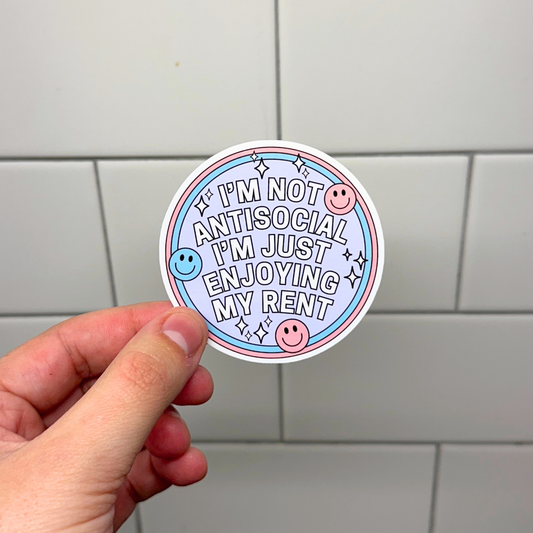 I'M NOT
ANTISOCIAL
I'M JUST
ENJOYING
MY RENT